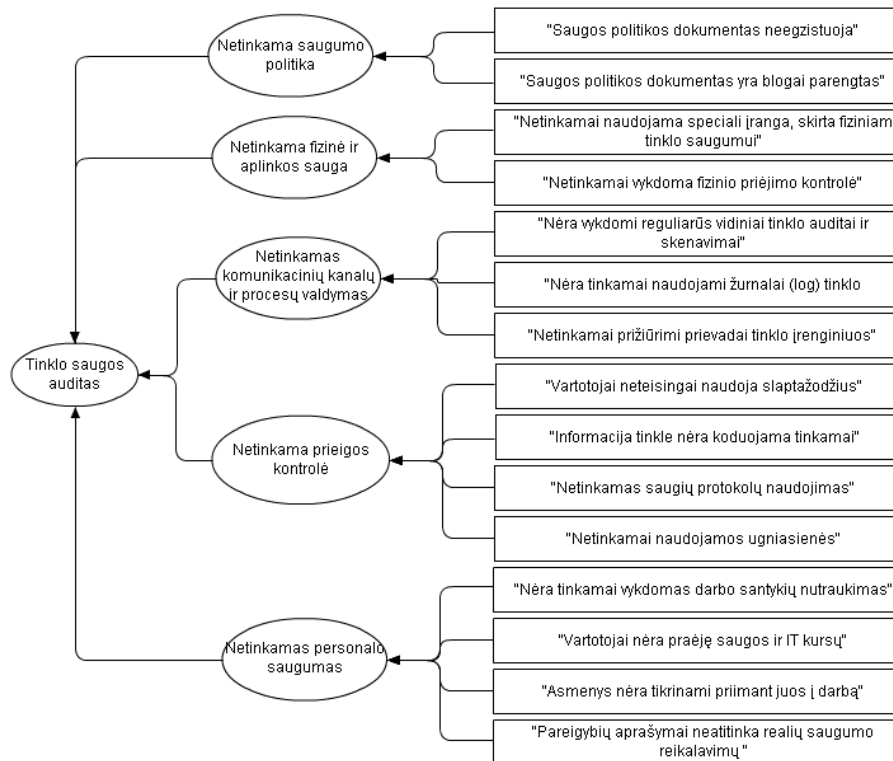 Netinkama saugumo
politika
"Saugos politikos dokumentas neegzistuoja"
"Saugos politikos dokumentas yra blogai parengtas"
Netinkama fizinė ir
aplinkos sauga
"Netinkamai naudojama speciali įranga, skirta fiziniam
tinklo saugumui"
"Netinkamai vykdoma fizinio priėjimo kontrolė"
Netinkamas
komunikacinių kanalų
ir procesų valdymas
"Nėra vykdomi reguliarūs vidiniai tinklo auditai ir
skenavimai"
"Nėra tinkamai naudojami žurnalai (log) tinklo
"Netinkamai prižiūrimi prievadai tinklo įrenginiuos"
Tinklo saugos
auditas
Netinkama prieigos
kontrolė
"Vartotojai neteisingai naudoja slaptažodžius"
"Informacija tinkle nėra koduojama tinkamai"
"Netinkamas saugių protokolų naudojimas"
"Netinkamai naudojamos ugniasienės"
Netinkamas personalo
saugumas
"Nėra tinkamai vykdomas darbo santykių nutraukimas"
"Vartotojai nėra praėję saugos ir IT kursų"
"Asmenys nėra tikrinami priimant juos į darbą"
"Pareigybių aprašymai neatitinka realių saugumo
reikalavimų "